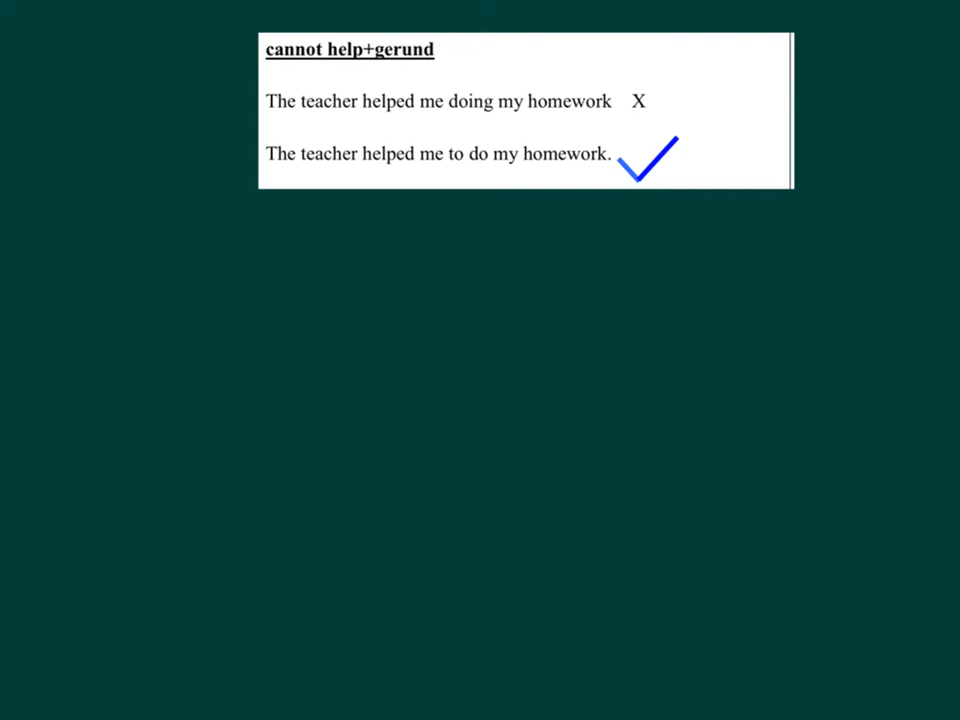 cannot help+gerund
The teacher helped me doing my homework X
The teacher helped me to do my homework.